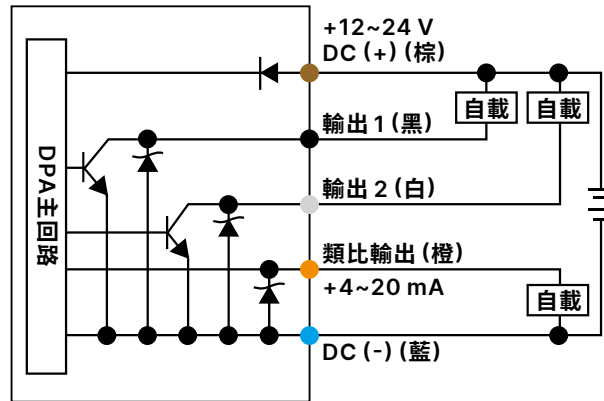 +12~24 V
DC (+) (棕)
自載
自載
輸出 1 (黑)
DPA主回路
輸出 2 (白)
類比輸出 (橙)
+4~20 mA
自載
DC (-) (藍)